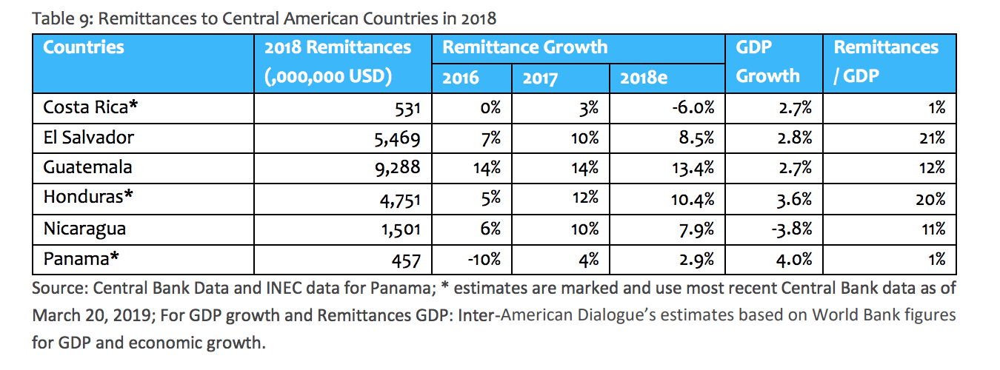 Table 9: Remittances to Central American Countries in 2018
Countries 2018 Remittances Remittance Growth GDP Remittances
(,000,000 USD) 2016 2017 2018e Growth / GDP
Costa Rica* 531 0% 3% -6.0% 2.7% 1%
El Salvador 5,469 7% 10% 8.5% 2.8% 21%
Guatemala 9,288 14% 14% 13.4% 2.7% 12%
Honduras* 4,751 5% 12% 10.4% 3.6% 20%
Nicaragua 1,501 6% 10% 7.9% -3.8% 11%
Panama* 457 -10% 4% 2.9% 4.0% 1%
Source: Central Bank Data and INEC data for Panama; * estimates are marked and use most recent Central Bank data as of
March 20, 2019; For GDP growth and Remittances GDP: Inter-American Dialogue’s estimates based on World Bank figures
for GDP and economic growth.